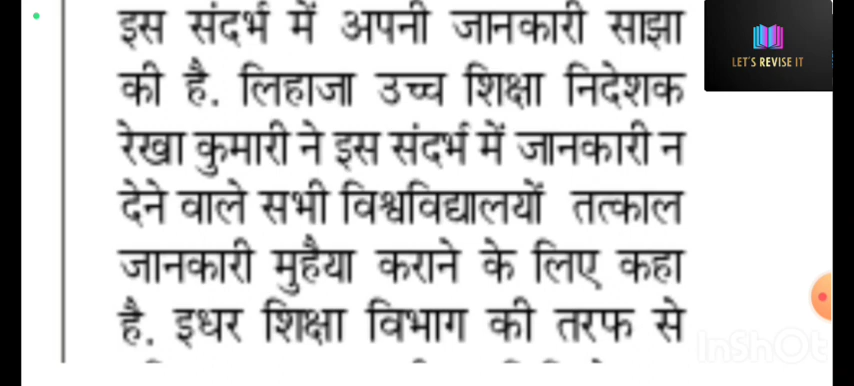 इस संदर्भ में अपनी जानकारी साझा
की है. लिहाजा उच्च शिक्षा निदेशक
रेखा कुमारी ने इस संदर्भ में जानकारी न
देने वाले सभी विश्वविद्यालयों तत्काल
जानकारी मुहैया कराने के लिए कहा
है. इधर शिक्षा विभाग की तरफ से
LET'S REVISE IT
InShOt